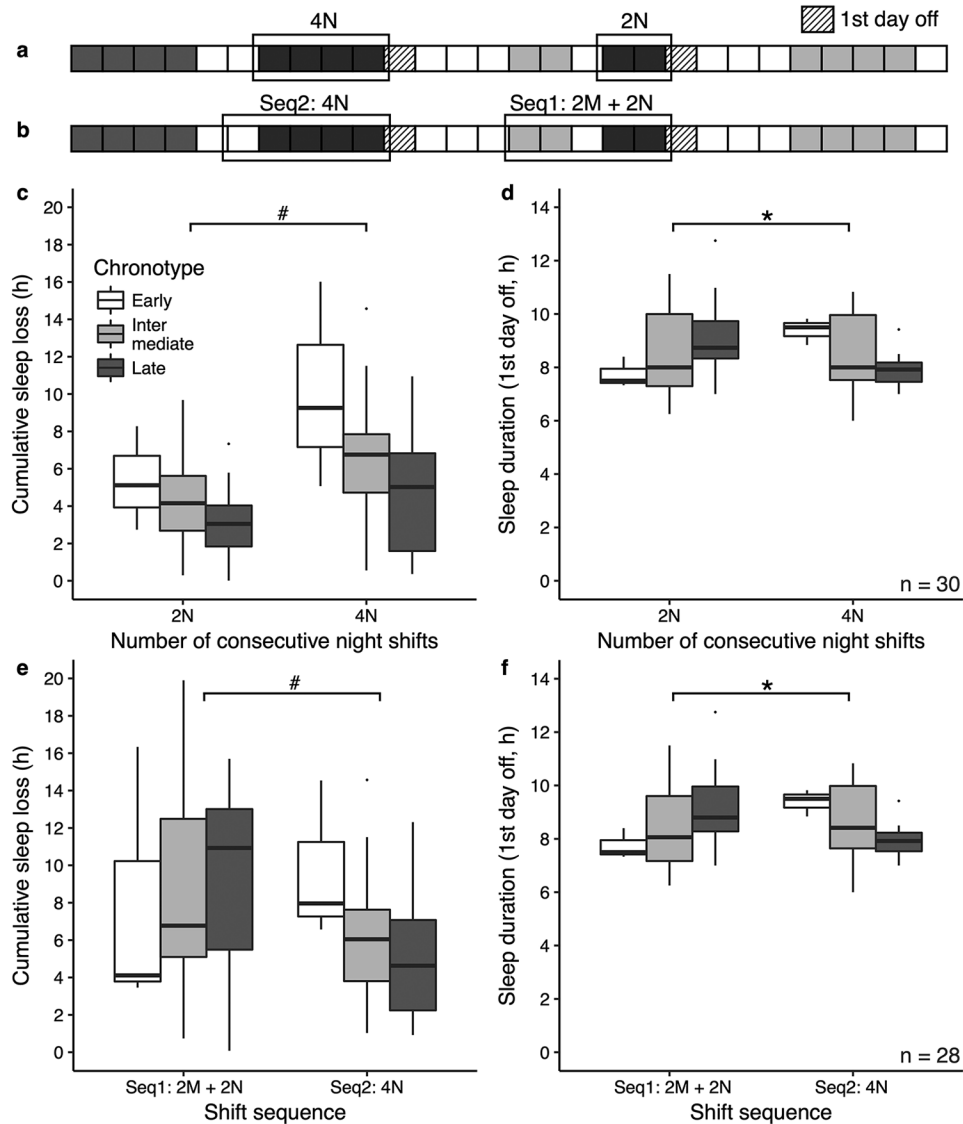 4N
2N
1st day off
a
Seq2: 4N
Seq1: 2M + 2N
b
c
20
18
16
14
12
10
8
6
4
2
0
Cumulative sleep loss (h)
#
Chronotype
Early
Inter
mediate
Late
2N
4N
Number of consecutive night shifts
d
14
12
10
8
6
4
2
0
Sleep duration (1st day off, h)
*
n = 30
2N
4N
Number of consecutive night shifts
e
20
18
16
14
12
10
8
6
4
2
0
Cumulative sleep loss (h)
#
Seq1: 2M + 2N
Seq2: 4N
Shift sequence
f
14
12
10
8
6
4
2
0
Sleep duration (1st day off, h)
*
n = 28
Seq1: 2M + 2N
Seq2: 4N
Shift sequence